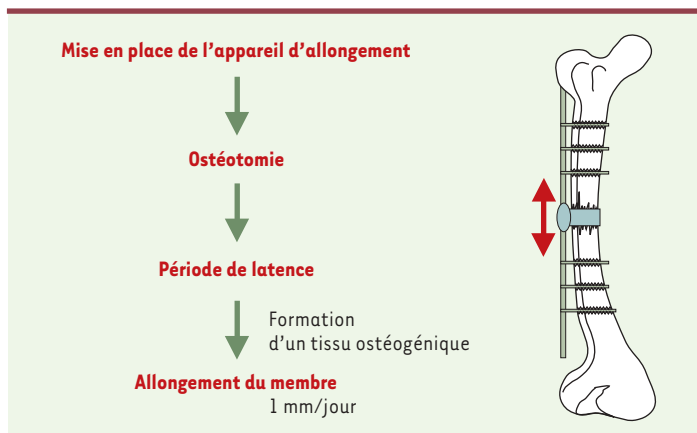 Mise en place de l’appareil d’allongement
Ostéotomie
Période de latence
Formation
d’un tissu ostéogénique
Allongement du membre
1 mm/jour